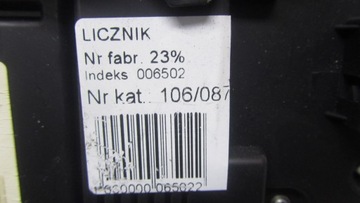 LICZNIK
Nr fabr. 23%
Indeks 006502
Nr kat.: 106/087